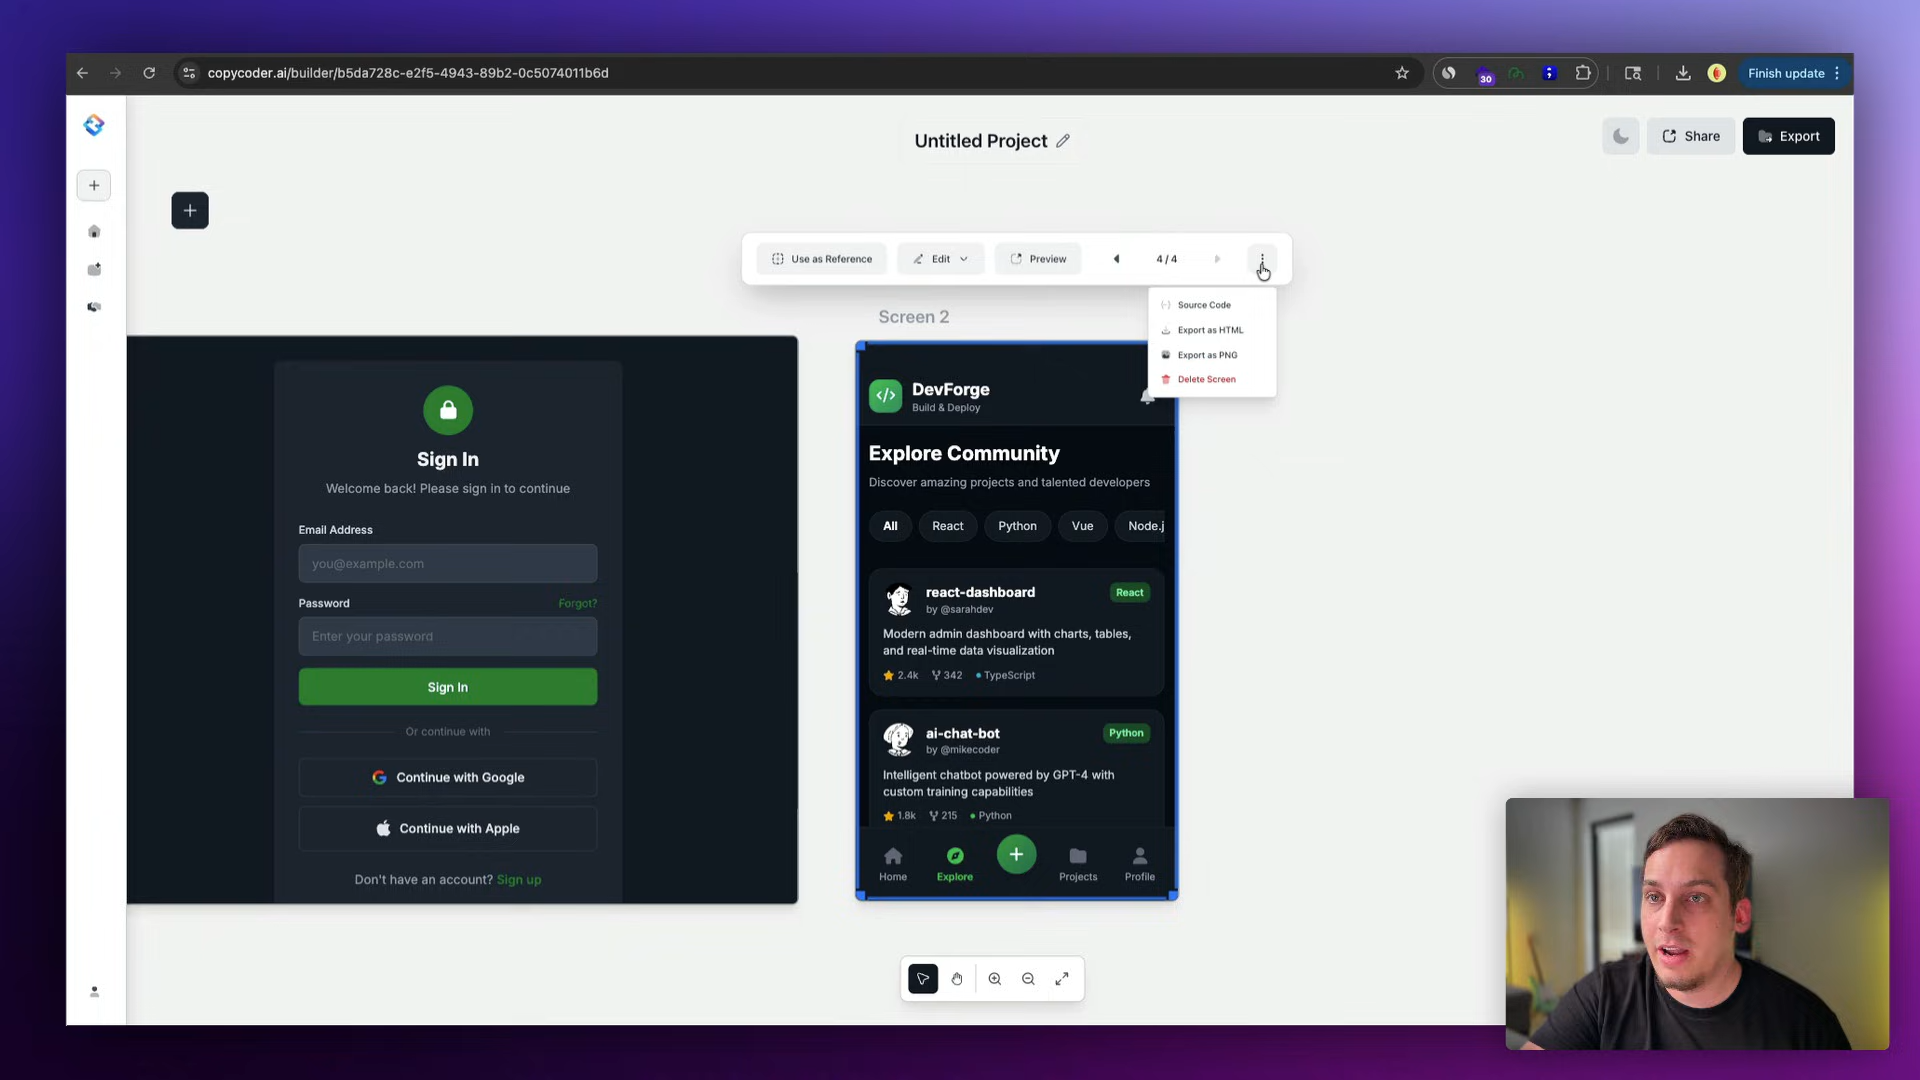 copycoder.ai/builder/b5da728c-e2f5-4943-89b2-0c5074011b6d
30
Finish update
Untitled Project
Share
Export
Use as Reference
Edit
Preview
4 / 4
Source Code
Export as HTML
Export as PNG
Delete Screen
Screen 2
Sign In
Welcome back! Please sign in to continue
Email Address
you@example.com
Password
Forgot?
Enter your password
Sign In
Or continue with
Continue with Google
Continue with Apple
Don't have an account? Sign up
</>
DevForge
Build & Deploy
Explore Community
Discover amazing projects and talented developers
All
React
Python
Vue
Node.j
react-dashboard
React
by @sarahdev
Modern admin dashboard with charts, tables,
and real-time data visualization
2.4k
342
TypeScript
ai-chat-bot
Python
by @mikecoder
Intelligent chatbot powered by GPT-4 with
custom training capabilities
1.8k
215
Python
Home
Explore
Projects
Profile